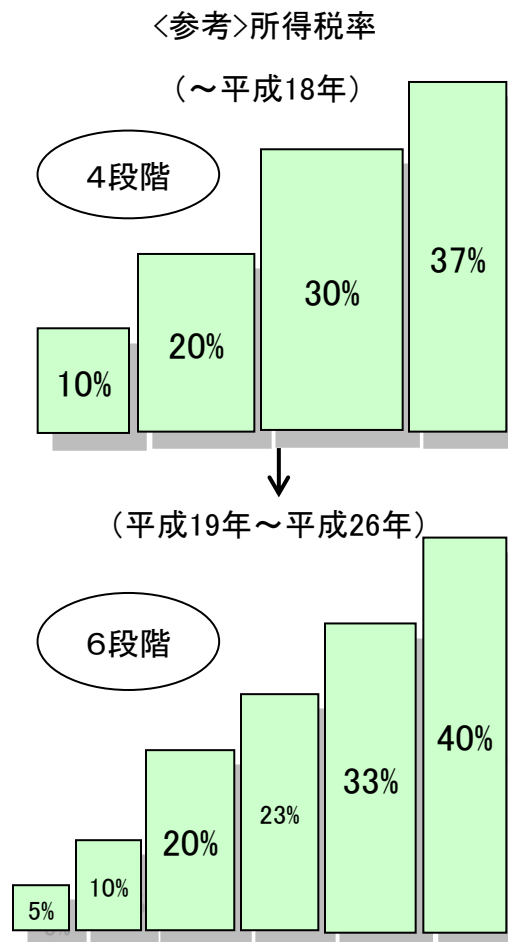 <参考>所得税率
（～平成18年）
４段階
10%
20%
30%
37%
（平成19年～平成26年）
６段階
5%
10%
20%
23%
33%
40%